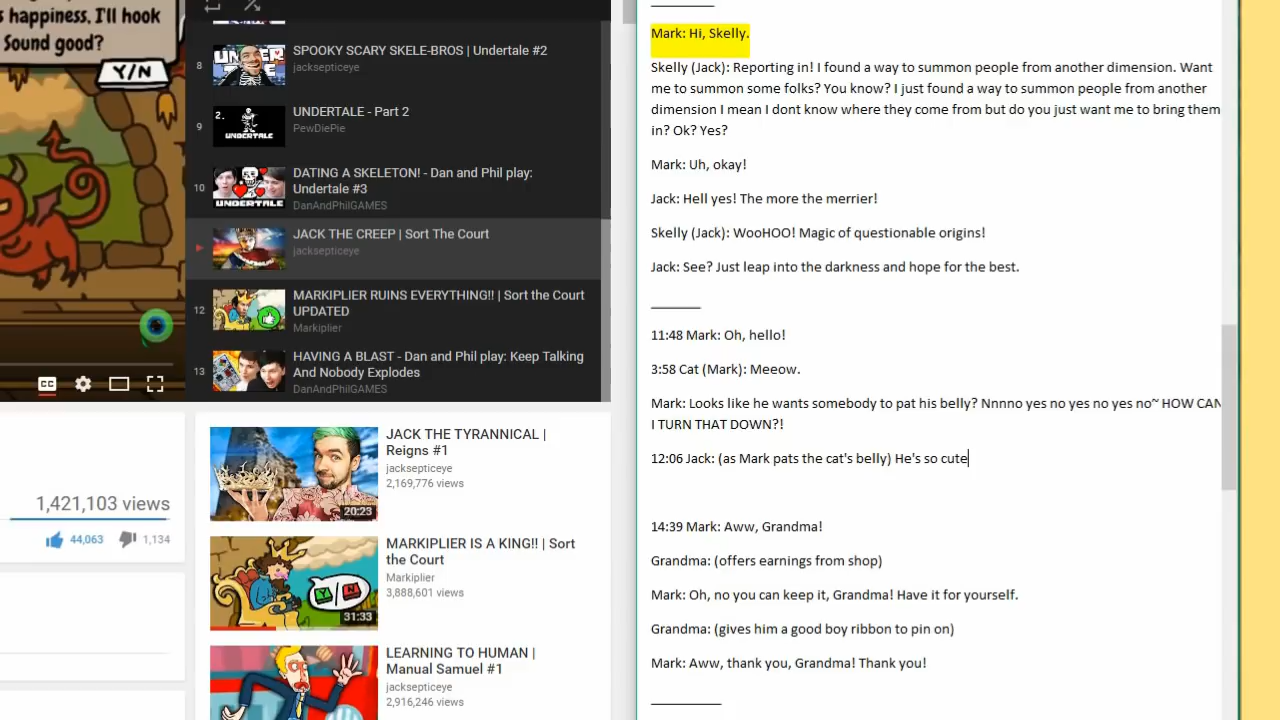 s happiness, I'll hook
Sound good?
Y/N
8
SPOOKY SCARY SKELE-BROS | Undertale #2
jacksepticeye
9
2.
UNDERTALE
UNDERTALE - Part 2
PewDiePie
10
UNDERTALE
DATING A SKELETON! - Dan and Phil play:
Undertale #3
DanAndPhilGAMES
JACK THE CREEP | Sort The Court
jacksepticeye
12
MARKIPLIER RUINS EVERYTHING!! | Sort the Court
UPDATED
Markiplier
13
HAVING A BLAST - Dan and Phil play: Keep Talking
And Nobody Explodes
DanAndPhilGAMES
CC
1,421,103 views
44,063
1,134
JACK THE TYRANNICAL |
Reigns #1
jacksepticeye
2,169,776 views
20:23
MARKIPLIER IS A KING!! | Sort
the Court
Markiplier
3,888,601 views
Y
N
31:33
LEARNING TO HUMAN |
Manual Samuel #1
jacksepticeye
2,916,246 views
Mark: Hi, Skelly.
Skelly (Jack): Reporting in! I found a way to summon people from another dimension. Want
me to summon some folks? You know? I just found a way to summon people from another
dimension I mean I dont know where they come from but do you just want me to bring them
in? Ok? Yes?
Mark: Uh, okay!
Jack: Hell yes! The more the merrier!
Skelly (Jack): WooHOO! Magic of questionable origins!
Jack: See? Just leap into the darkness and hope for the best.
11:48 Mark: Oh, hello!
3:58 Cat (Mark): Meeow.
Mark: Looks like he wants somebody to pat his belly? Nnnno yes no yes no yes no~ HOW CAN
I TURN THAT DOWN?!
12:06 Jack: (as Mark pats the cat's belly) He's so cute
14:39 Mark: Aww, Grandma!
Grandma: (offers earnings from shop)
Mark: Oh, no you can keep it, Grandma! Have it for yourself.
Grandma: (gives him a good boy ribbon to pin on)
Mark: Aww, thank you, Grandma! Thank you!